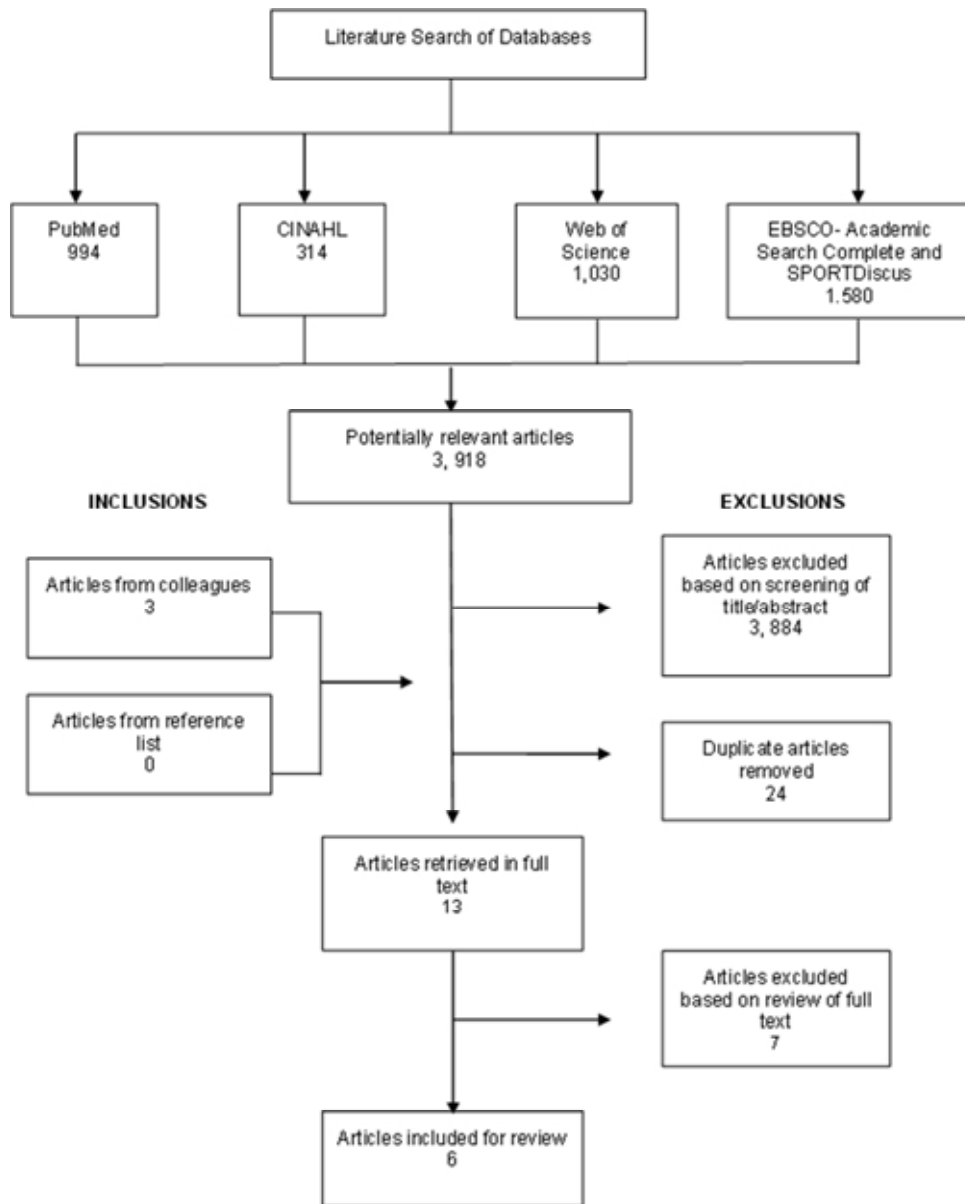 Literature Search of Databases
PubMed
994
CINAHL
314
Web of
Science
1,030
EBSCO- Academic
Search Complete and
SPORTDiscus
1.580
Potentially relevant articles
3, 918
INCLUSIONS
EXCLUSIONS
Articles from colleagues
3
Articles excluded
based on screening of
title/abstract
3, 884
Articles from reference
list
0
Duplicate articles
removed
24
Articles retrieved in full
text
13
Articles excluded
based on review of full
text
7
Articles included for review
6